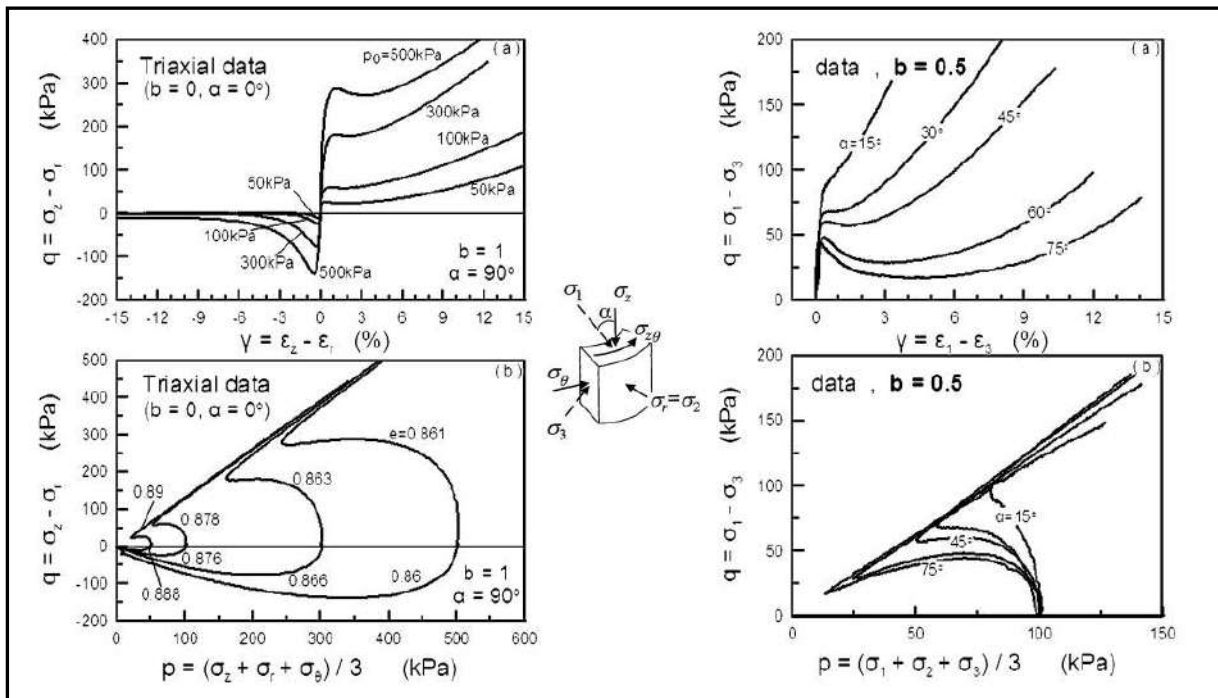 400
300
200
100
0
-100
-200
q = σz - σr (kPa)
Triaxial data
(b = 0, α = 0°)
p₀=500kPa
(a)
300kPa
100kPa
50kPa
50kPa
100kPa
300kPa
500kPa
b = 1
α = 90°
-15 -12 -9 -6 -3 0 3 6 9 12 15
γ = εz - εr (%)
500
400
300
200
100
0
-100
-200
q = σz - σr (kPa)
Triaxial data
(b = 0, α = 0°)
(b)
e=0.861
0.863
0.89
0.878
0.876
0.866
0.86
0.888
b = 1
α = 90°
0 100 200 300 400 500 600
p = (σz + σr + σθ) / 3 (kPa)
σ1
σz
α
σzθ
σθ
σr=σ2
σ3
200
150
100
50
0
q = σ1 - σ3 (kPa)
data , b = 0.5
(a)
α=15°
30°
45°
60°
75°
0 3 6 9 12 15
γ = ε1 - ε3 (%)
200
150
100
50
0
q = σ1 - σ3 (kPa)
data , b = 0.5
(b)
α=15°
45°
75°
0 50 100 150
p = (σ1 + σ2 + σ3) / 3 (kPa)